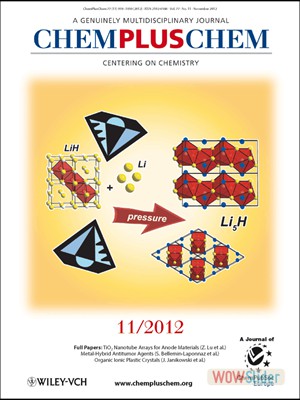 A GENUINELY MULTIDISCIPLINARY JOURNAL
CHEMPLUSCHEM
CENTERING ON CHEMISTRY
LiH
Li
+
pressure
Li5H
11/2012
Full Papers: TiO2 Nanotube Arrays for Anode Materials (Z. Lu et al.)
Metal-Hybrid Antitumor Agents (S. Bellemin-Laponnaz et al.)
Organic Ionic Plastic Crystals (J. Janikowski et al.)
A Journal of
WILEY-VCH
www.chempluschem.org
WOWSlider
Europe